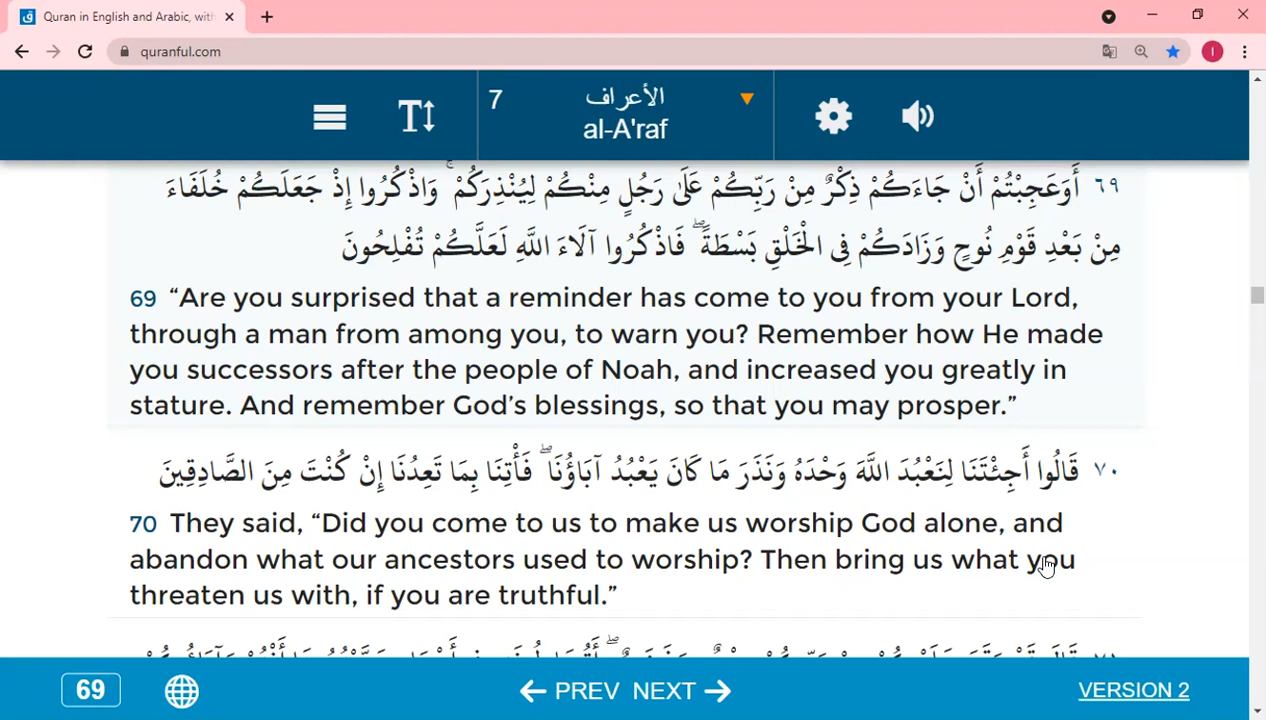 Quran in English and Arabic, with
quranful.com
7
الأعراف
al-A'raf
٦٩ أَوَعَجِبْتُمْ أَنْ جَاءَكُمْ ذِكْرٌ مِنْ رَبِّكُمْ عَلَىٰ رَجُلٍ مِنْكُمْ لِيُنْذِرَكُمْ ۚ وَاذْكُرُوا إِذْ جَعَلَكُمْ خُلَفَاءَ
مِنْ بَعْدِ قَوْمِ نُوحٍ وَزَادَكُمْ فِي الْخَلْقِ بَسْطَةً ۖ فَاذْكُرُوا آلَاءَ اللَّهِ لَعَلَّكُمْ تُفْلِحُونَ
69 “Are you surprised that a reminder has come to you from your Lord,
through a man from among you, to warn you? Remember how He made
you successors after the people of Noah, and increased you greatly in
stature. And remember God’s blessings, so that you may prosper.”
٧٠ قَالُوا أَجِئْتَنَا لِنَعْبُدَ اللَّهَ وَحْدَهُ وَنَذَرَ مَا كَانَ يَعْبُدُ آبَاؤُنَا ۖ فَأْتِنَا بِمَا تَعِدُنَا إِنْ كُنْتَ مِنَ الصَّادِقِينَ
70 They said, “Did you come to us to make us worship God alone, and
abandon what our ancestors used to worship? Then bring us what you
threaten us with, if you are truthful.”
69
PREV NEXT
VERSION 2